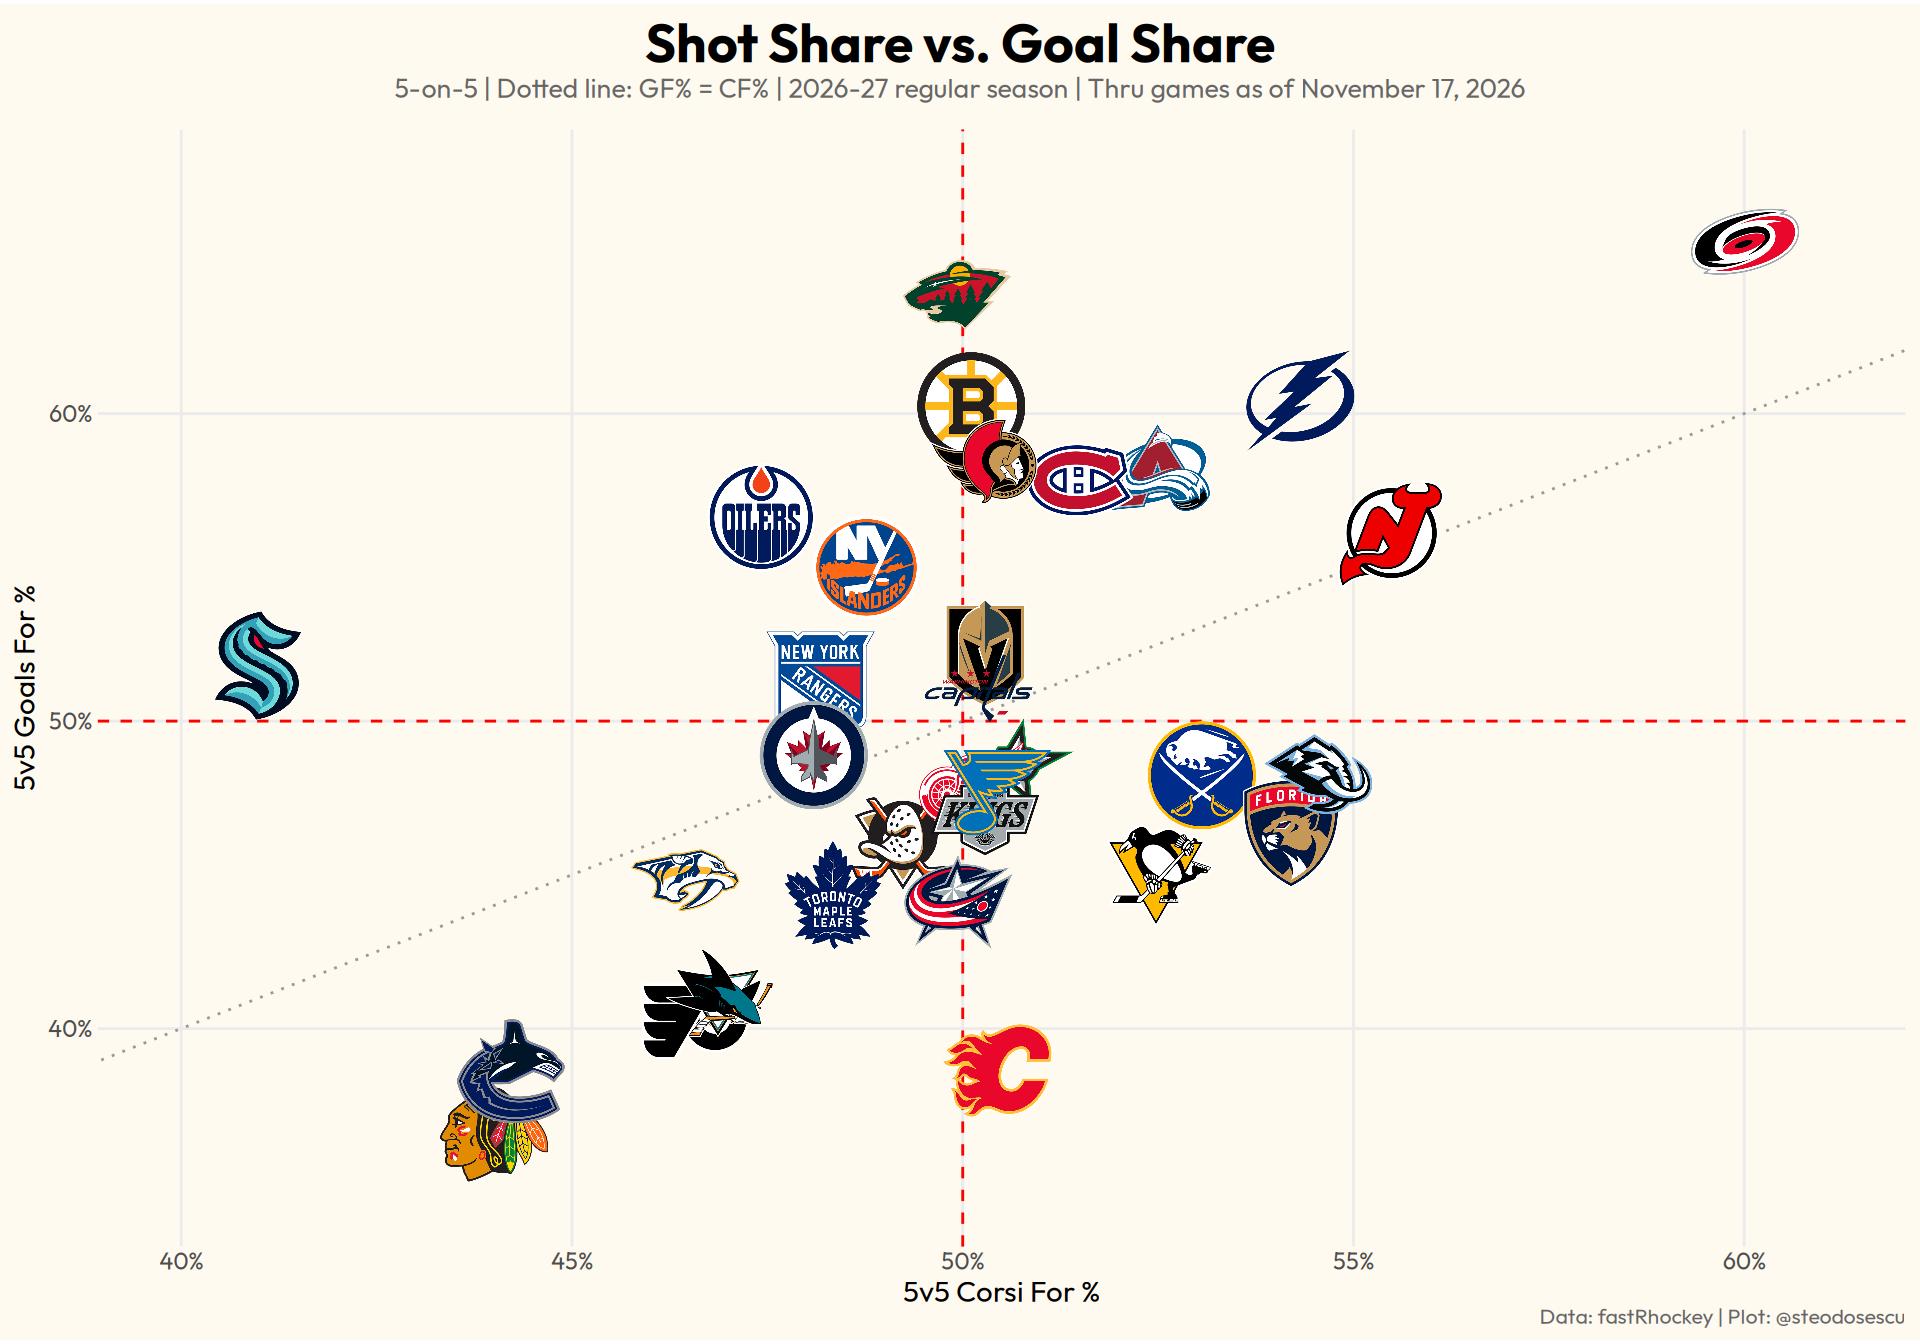 Shot Share vs. Goal Share
5-on-5 | Dotted line: GF% = CF% | 2026-27 regular season | Thru games as of November 17, 2026
5v5 Goals For %
60%
50%
40%
B
OILERS
NY
ISLANDERS
NEW YORK
RANGERS
capitals
KINGS
TORONTO
MAPLE
LEAFS
40%
45%
50%
55%
60%
5v5 Corsi For %
Data: fastRhockey | Plot: @steodosescu